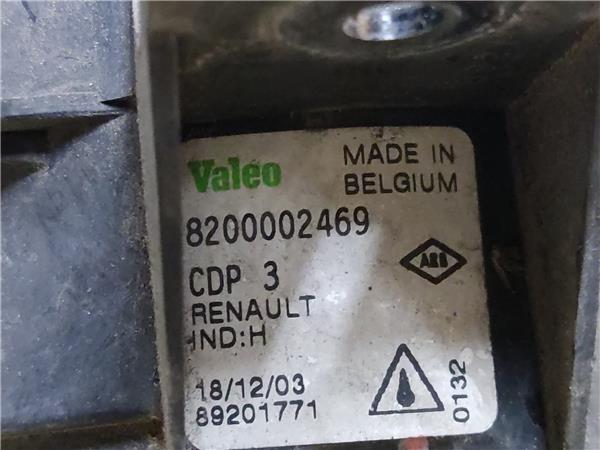 Valeo
MADE IN
BELGIUM
8200002469
CDP 3
RENAULT
IND:H
18/12/03
89201771
0132